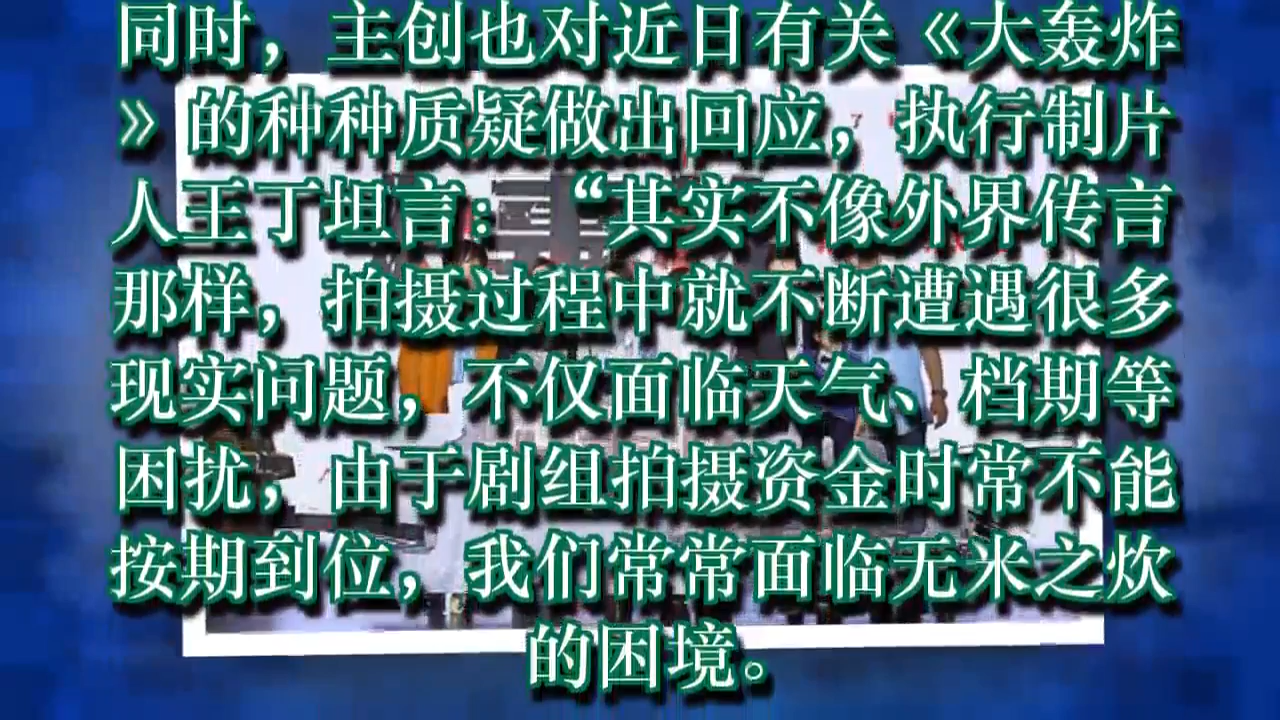 同时，主创也对近日有关《大轰炸
》的种种质疑做出回应，执行制片
人王丁坦言：“其实不像外界传言
那样，拍摄过程中就不断遭遇很多
现实问题，不仅面临天气、档期等
困扰，由于剧组拍摄资金时常不能
按期到位，我们常常面临无米之炊
的困境。